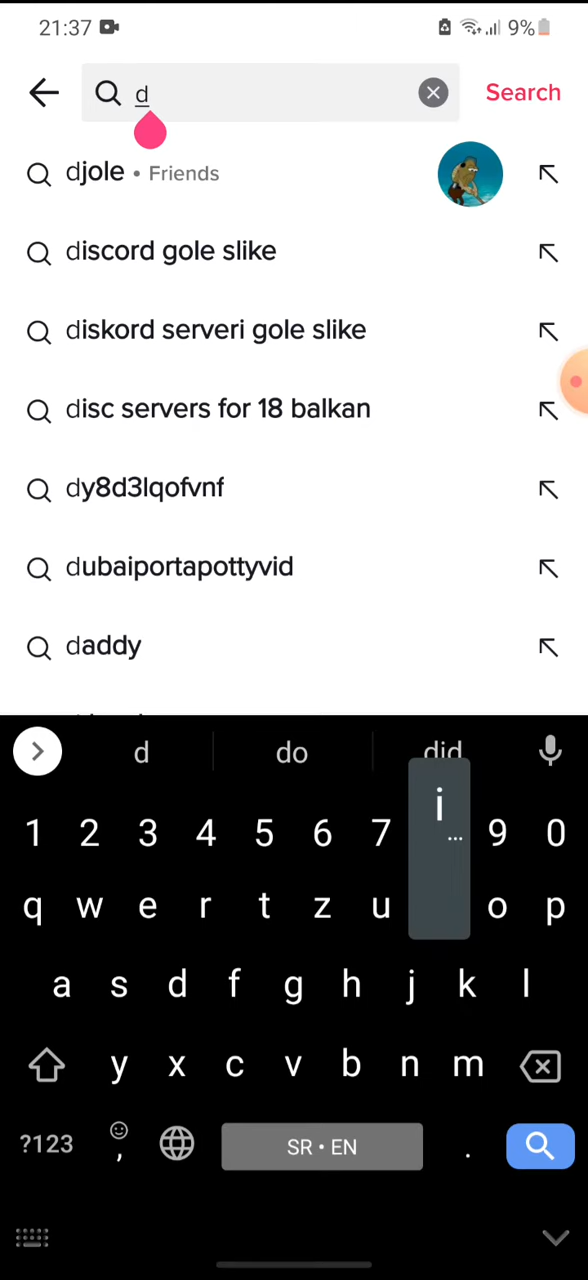 21:37 9%
d Search
djole • Friends
discord gole slike
diskord serveri gole slike
disc servers for 18 balkan
dy8d3lqofvnf
dubaiportapottyvid
daddy
d do did
1 2 3 4 5 6 7 9 0
i ...
q w e r t z u o p
a s d f g h j k l
y x c v b n m
?123 , SR • EN .